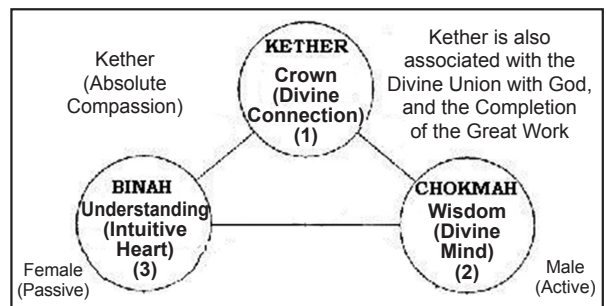 Kether
(Absolute
Compassion)
KETHER
Crown
(Divine
Connection)
(1)
Kether is also
associated with the
Divine Union with God,
and the Completion
of the Great Work
BINAH
Understanding
(Intuitive
Heart)
(3)
Female
(Passive)
CHOKMAH
Wisdom
(Divine
Mind)
(2)
Male
(Active)